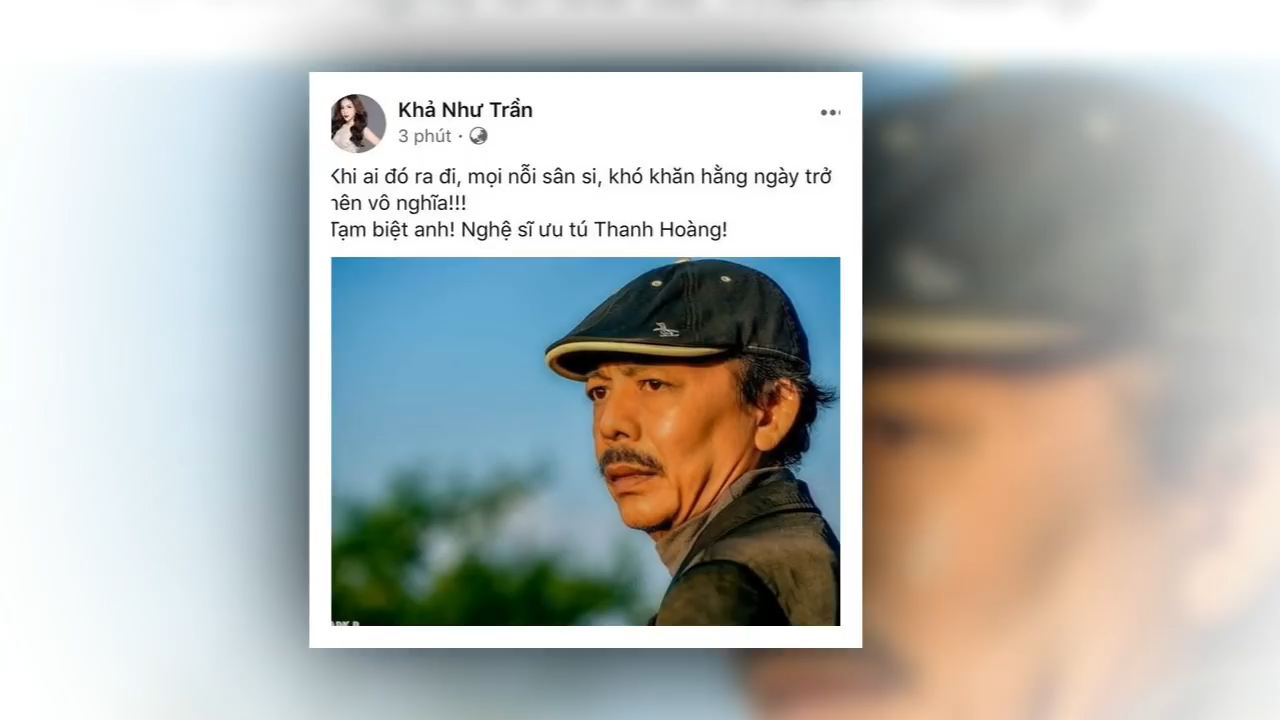 Khả Như Trần
3 phút ·
Khi ai đó ra đi, mọi nỗi sân si, khó khăn hằng ngày trở
nên vô nghĩa!!!
Tạm biệt anh! Nghệ sĩ ưu tú Thanh Hoàng!